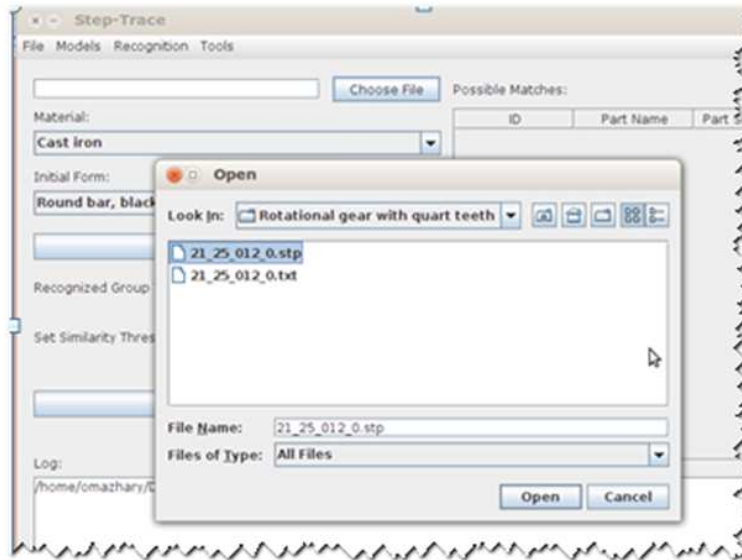 Step-Trace
File Models Recognition Tools
Choose File
Possible Matches:
ID Part Name Part S
Material:
Cast iron
Initial Form:
Round bar, black
Recognized Group
Set Similarity Thres
Log:
/home/omazhary/D
Open
Look In: Rotational gear with quart teeth
21_25_012_0.stp
21_25_012_0.txt
File Name: 21_25_012_0.stp
Files of Type: All Files
Open Cancel